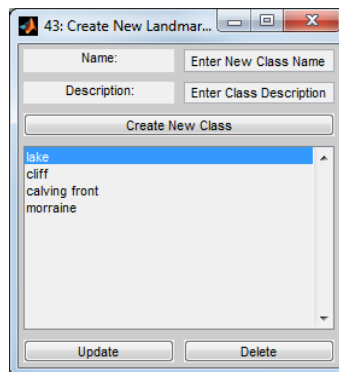 43: Create New Landmar...
Name: Enter New Class Name
Description: Enter Class Description
Create New Class
lake
cliff
calving front
morraine
Update Delete